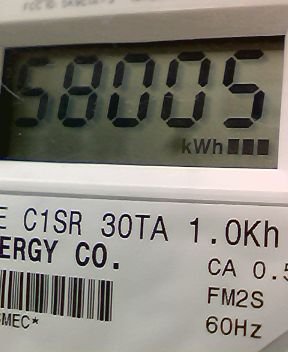 58005
kWh
E C1SR 30TA 1.0Kh
ERGY CO.
CA 0.5
FM2S
MEC*
60Hz